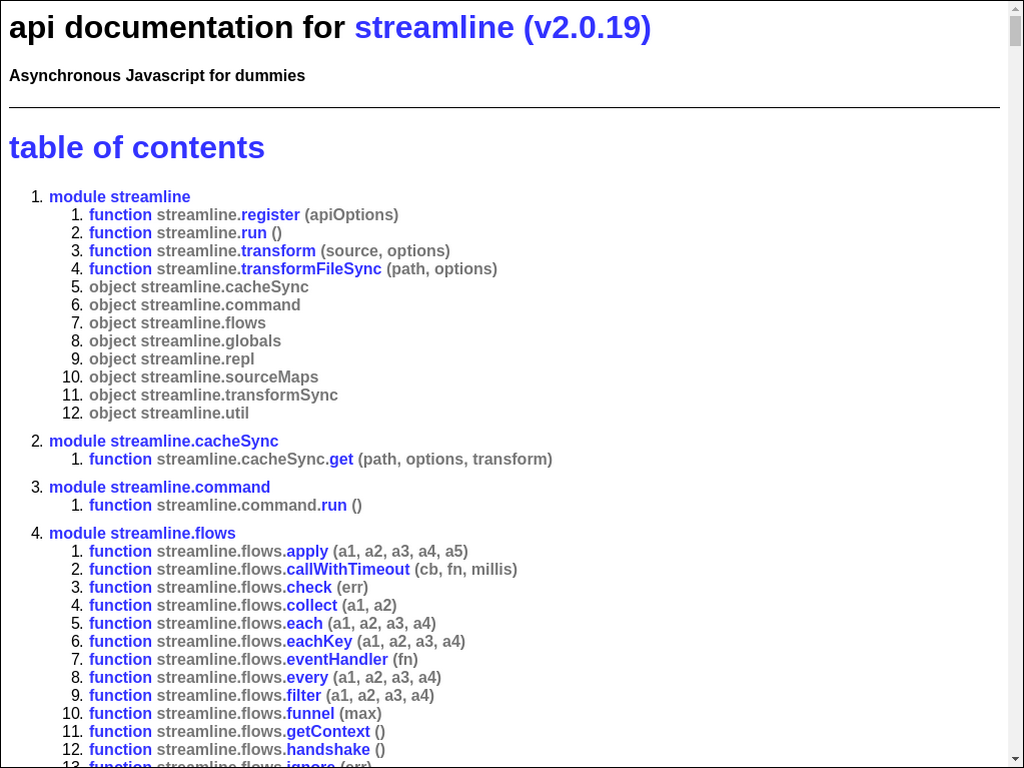 api documentation for streamline (v2.0.19)
Asynchronous Javascript for dummies
table of contents
1. module streamline
1. function streamline.register (apiOptions)
2. function streamline.run ()
3. function streamline.transform (source, options)
4. function streamline.transformFileSync (path, options)
5. object streamline.cacheSync
6. object streamline.command
7. object streamline.flows
8. object streamline.globals
9. object streamline.repl
10. object streamline.sourceMaps
11. object streamline.transformSync
12. object streamline.util
2. module streamline.cacheSync
1. function streamline.cacheSync.get (path, options, transform)
3. module streamline.command
1. function streamline.command.run ()
4. module streamline.flows
1. function streamline.flows.apply (a1, a2, a3, a4, a5)
2. function streamline.flows.callWithTimeout (cb, fn, millis)
3. function streamline.flows.check (err)
4. function streamline.flows.collect (a1, a2)
5. function streamline.flows.each (a1, a2, a3, a4)
6. function streamline.flows.eachKey (a1, a2, a3, a4)
7. function streamline.flows.eventHandler (fn)
8. function streamline.flows.every (a1, a2, a3, a4)
9. function streamline.flows.filter (a1, a2, a3, a4)
10. function streamline.flows.funnel (max)
11. function streamline.flows.getContext ()
12. function streamline.flows.handshake ()
13. function streamline.flows.ignore (err)